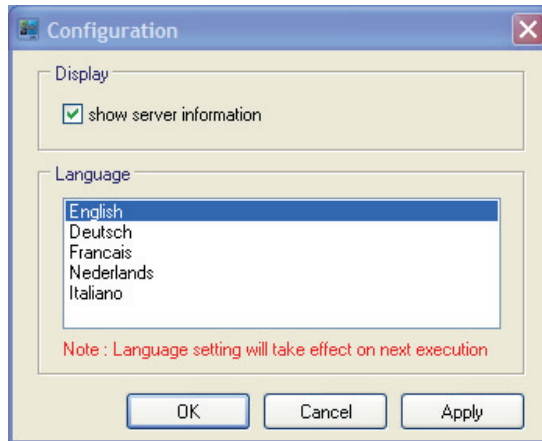 Configuration
Display
show server information
Language
English
Deutsch
Francais
Nederlands
Italiano
Note : Language setting will take effect on next execution
OK Cancel Apply